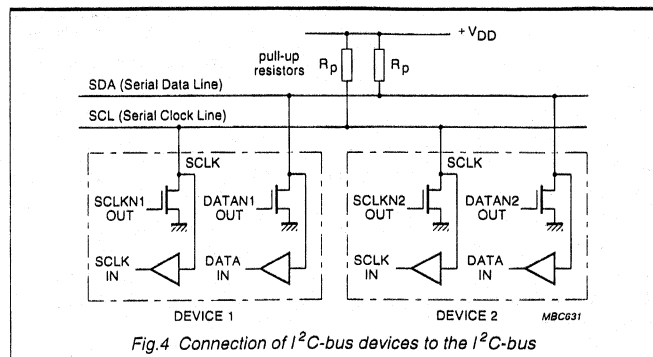 +VDD
pull-up
resistors
Rp
Rp
SDA (Serial Data Line)
SCL (Serial Clock Line)
SCLK
SCLK
SCLKN1
OUT
DATAN1
OUT
SCLKN2
OUT
DATAN2
OUT
SCLK
IN
DATA
IN
SCLK
IN
DATA
IN
DEVICE 1
DEVICE 2
MBC631
Fig.4 Connection of I²C-bus devices to the I²C-bus